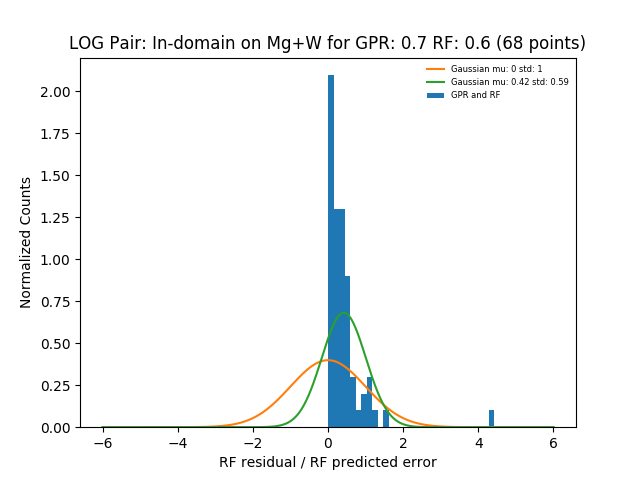 LOG Pair: In-domain on Mg+W for GPR: 0.7 RF: 0.6 (68 points)
Gaussian mu: 0 std: 1
Gaussian mu: 0.42 std: 0.59
GPR and RF
Normalized Counts
2.00
1.75
1.50
1.25
1.00
0.75
0.50
0.25
0.00
−6 −4 −2 0 2 4 6
RF residual / RF predicted error